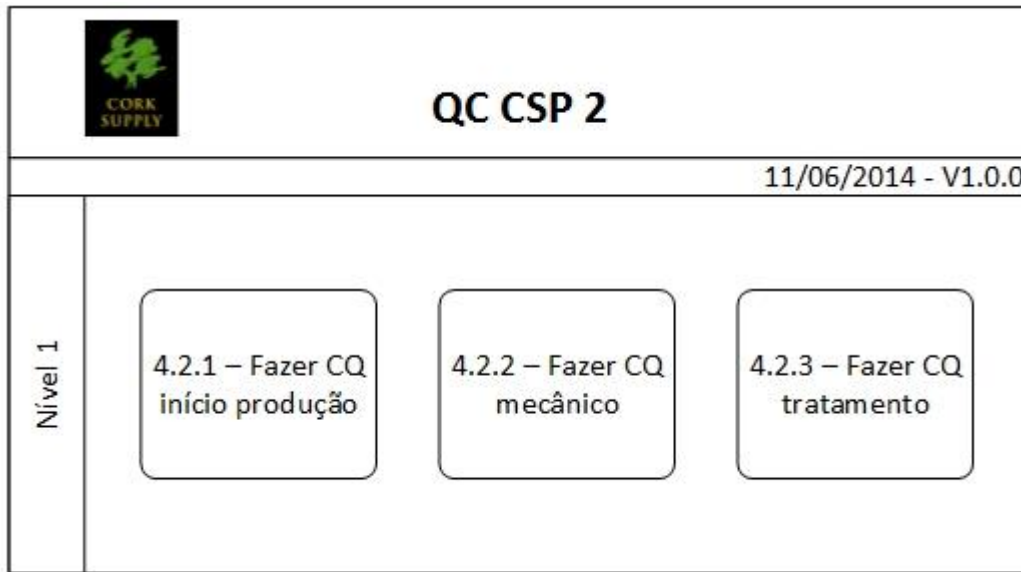 CORK
SUPPLY
QC CSP 2
11/06/2014 - V1.0.0
Nível 1
4.2.1 – Fazer CQ
início produção
4.2.2 – Fazer CQ
mecânico
4.2.3 – Fazer CQ
tratamento